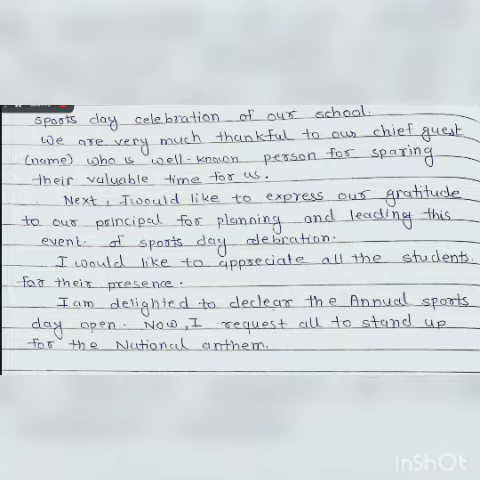 sports day celebration of our school.
We are very much thankful to our chief guest
(name) who is well-known person for sparing
their valuable time for us.
Next, I would like to express our gratitude
to our principal for planning and leading this
event. of sports day delebration.
I would like to appreciate all the students.
for their presence.
I am delighted to declear the Annual sports
day open. Now, I request all to stand up
for the National anthem.
InShOt